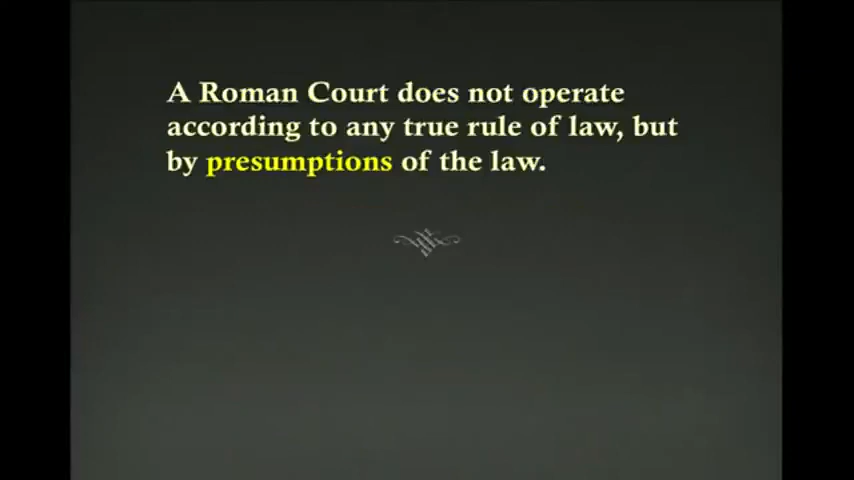 A Roman Court does not operate
according to any true rule of law, but
by presumptions of the law.